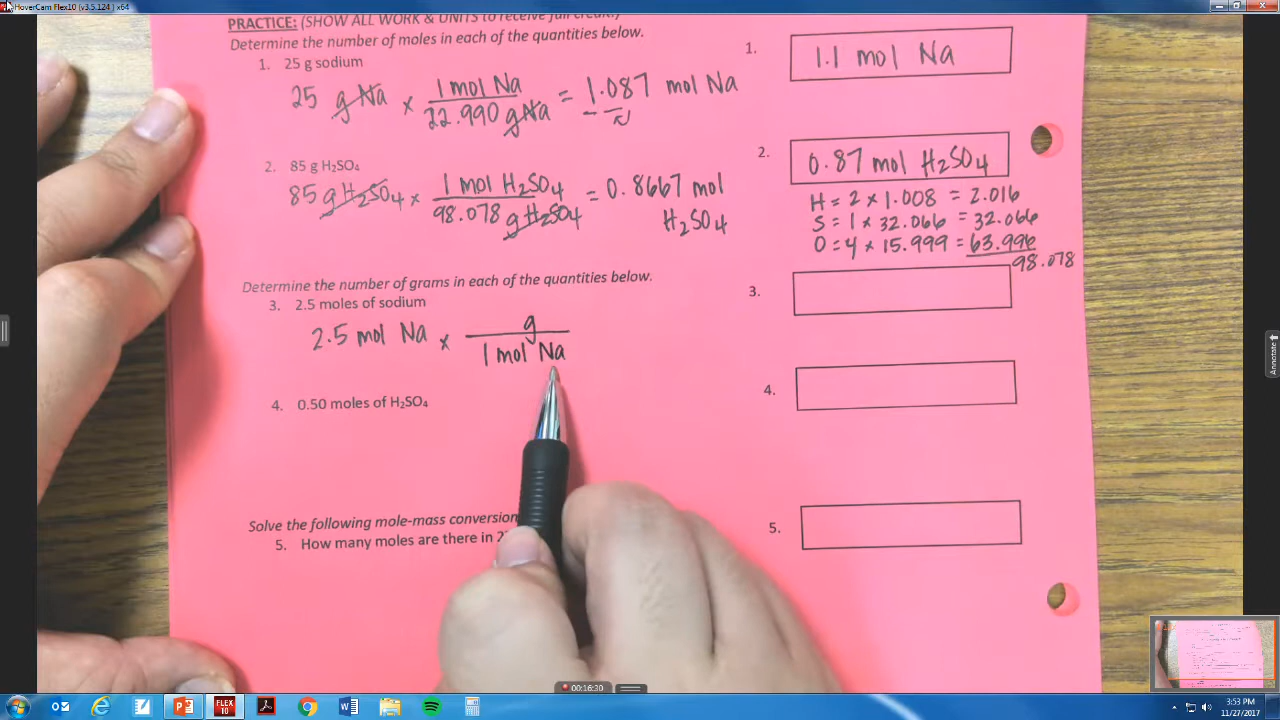 HoverCam Flex10 (v3.5.124 ) x64
PRACTICE: (SHOW ALL WORK & UNITS to receive full credit!)
Determine the number of moles in each of the quantities below.
1. 25 g sodium
25 g Na × 1 mol Na / 22.990 g Na = 1.087 mol Na
1. 1.1 mol Na
2. 85 g H₂SO₄
85 g H₂SO₄ × 1 mol H₂SO₄ / 98.078 g H₂SO₄ = 0.8667 mol
H₂SO₄
2. 0.87 mol H₂SO₄
H = 2 × 1.008 = 2.016
S = 1 × 32.066 = 32.066
O = 4 × 15.999 = 63.996
98.078
Determine the number of grams in each of the quantities below.
3. 2.5 moles of sodium
2.5 mol Na × g / 1 mol Na
3.
4. 0.50 moles of H₂SO₄
4.
Solve the following mole-mass conversion
5. How many moles are there in 2
5.
Annotate
00:16:30
FLEX
10
3:53 PM
11/27/2017